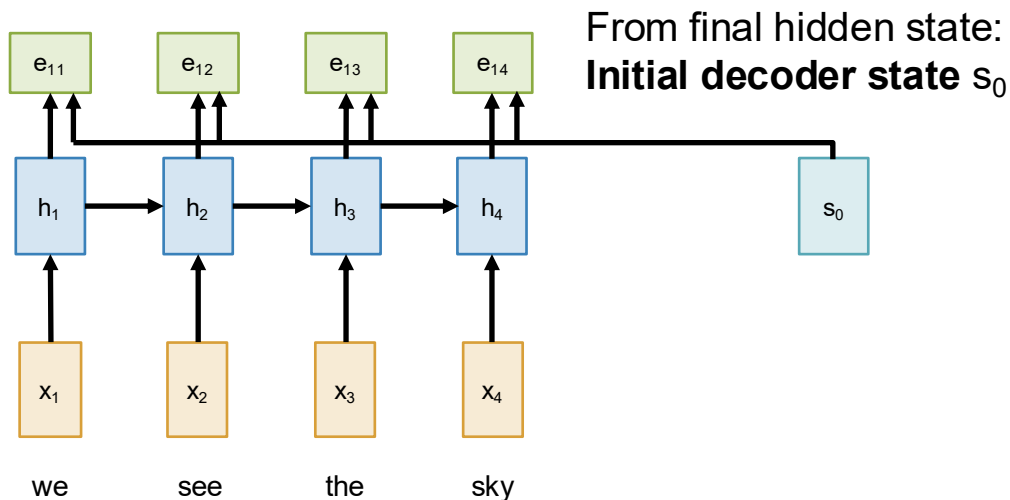 From final hidden state:
Initial decoder state s₀
e₁₁ e₁₂ e₁₃ e₁₄
h₁ h₂ h₃ h₄ s₀
x₁ x₂ x₃ x₄
we see the sky